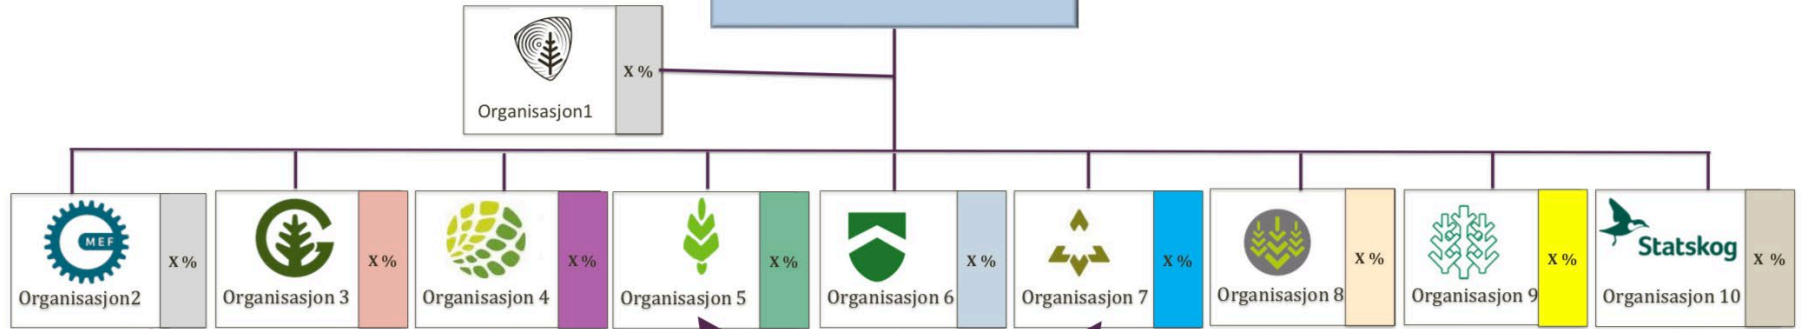 X %
Organisasjon1
MEF
X %
Organisasjon2
X %
Organisasjon 3
X %
Organisasjon 4
X %
Organisasjon 5
X %
Organisasjon 6
X %
Organisasjon 7
X %
Organisasjon 8
X %
Organisasjon 9
Statskog
X %
Organisasjon 10